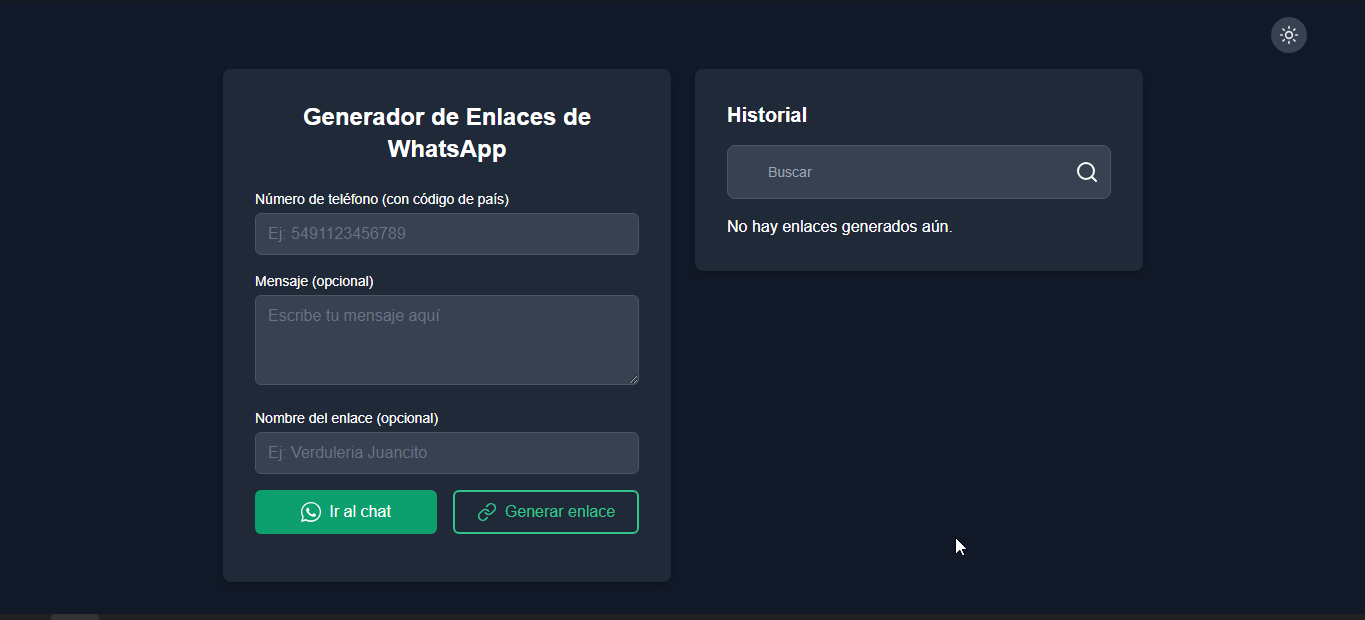 Generador de Enlaces de
WhatsApp
Número de teléfono (con código de país)
Ej: 5491123456789
Mensaje (opcional)
Escribe tu mensaje aquí
Nombre del enlace (opcional)
Ej: Verduleria Juancito
Ir al chat
Generar enlace
Historial
Buscar
No hay enlaces generados aún.